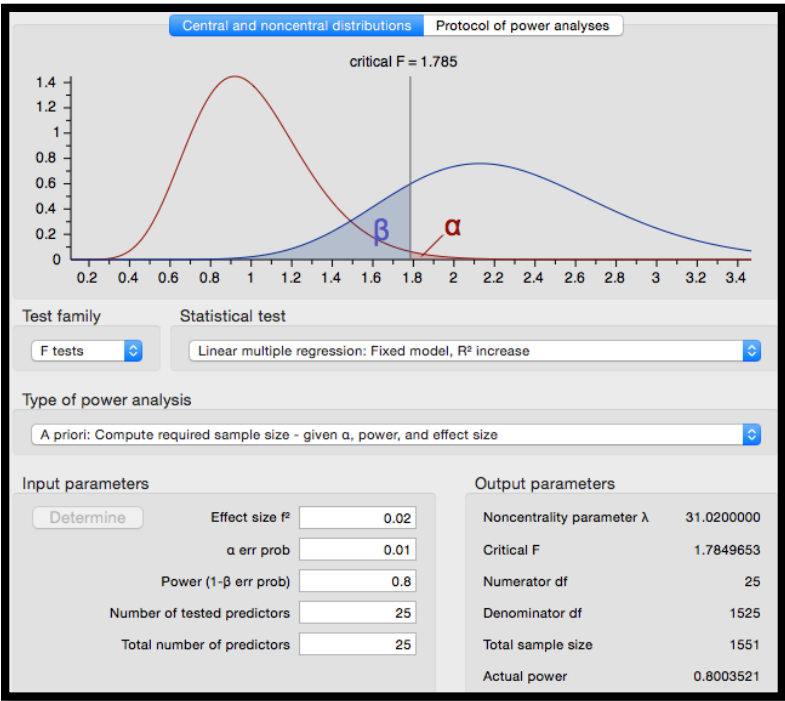 Central and noncentral distributions Protocol of power analyses
critical F = 1.785
1.4
1.2
1
0.8
0.6
0.4
0.2
0
β
α
0.2 0.4 0.6 0.8 1 1.2 1.4 1.6 1.8 2 2.2 2.4 2.6 2.8 3 3.2 3.4
Test family Statistical test
F tests Linear multiple regression: Fixed model, R² increase
Type of power analysis
A priori: Compute required sample size - given α, power, and effect size
Input parameters Output parameters
Determine Effect size f² 0.02 Noncentrality parameter λ 31.0200000
α err prob 0.01 Critical F 1.7849653
Power (1-β err prob) 0.8 Numerator df 25
Number of tested predictors 25 Denominator df 1525
Total number of predictors 25 Total sample size 1551
Actual power 0.8003521